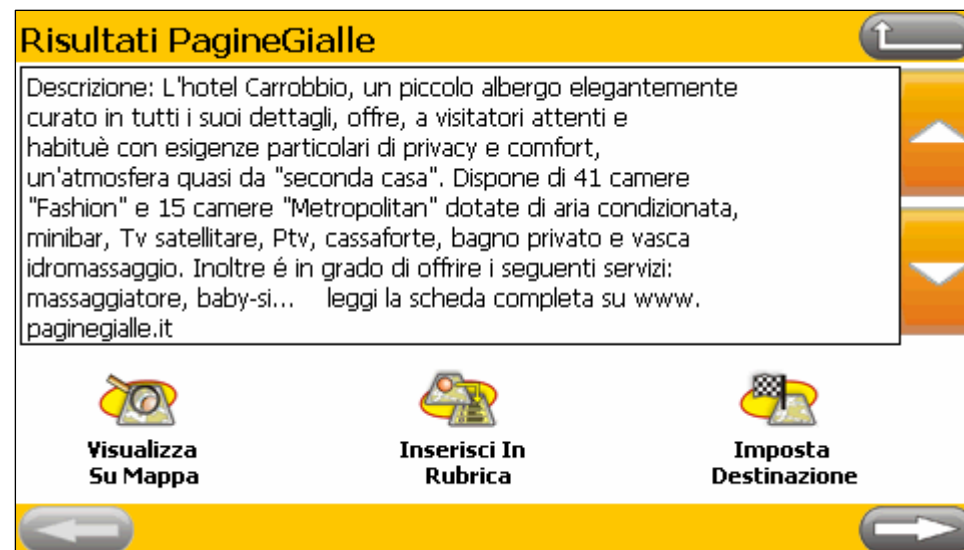 Risultati PagineGialle
Descrizione: L'hotel Carrobbio, un piccolo albergo elegantemente
curato in tutti i suoi dettagli, offre, a visitatori attenti e
habituè con esigenze particolari di privacy e comfort,
un'atmosfera quasi da "seconda casa". Dispone di 41 camere
"Fashion" e 15 camere "Metropolitan" dotate di aria condizionata,
minibar, Tv satellitare, Ptv, cassaforte, bagno privato e vasca
idromassaggio. Inoltre é in grado di offrire i seguenti servizi:
massaggiatore, baby-si... leggi la scheda completa su www.
paginegialle.it
Visualizza
Su Mappa
Inserisci In
Rubrica
Imposta
Destinazione